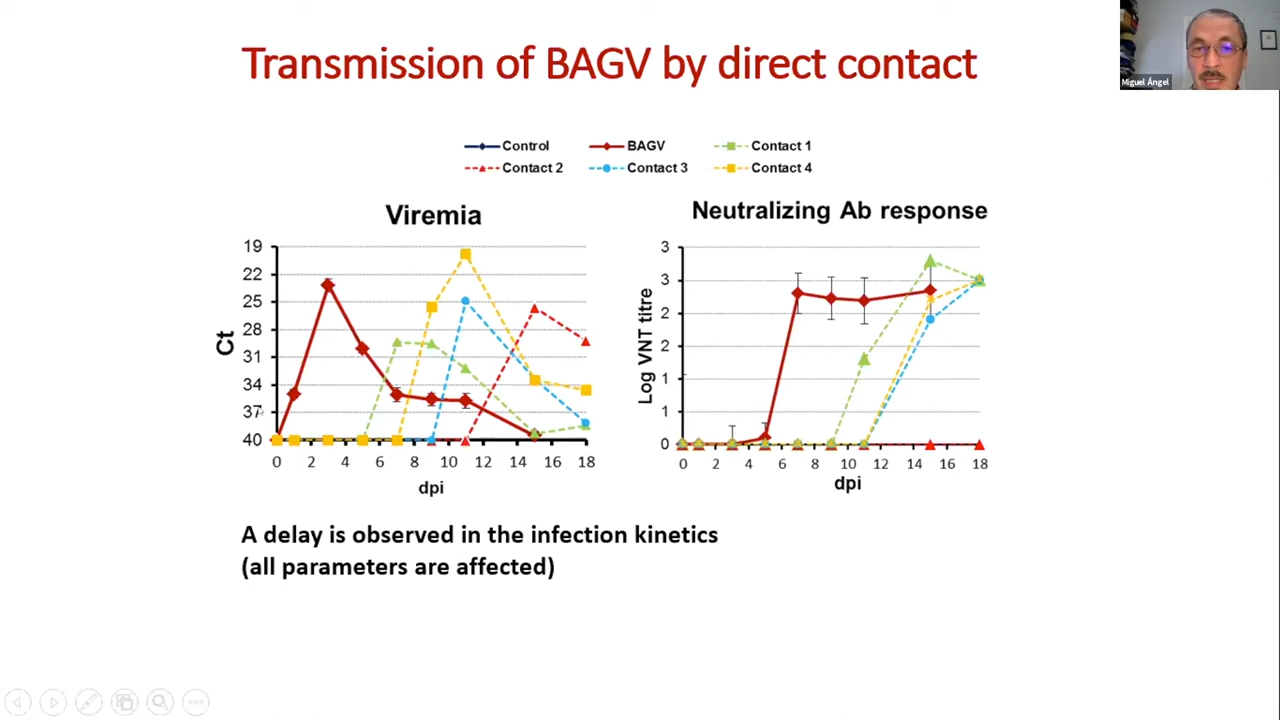 Transmission of BAGV by direct contact
Miguel Ángel
Control BAGV Contact 1
Contact 2 Contact 3 Contact 4
Viremia
19
22
25
28
31
34
37
40
Ct
0 2 4 6 8 10 12 14 16 18
dpi
Neutralizing Ab response
3
3
2
2
1
1
0
Log VNT titre
0 2 4 6 8 10 12 14 16 18
dpi
A delay is observed in the infection kinetics
(all parameters are affected)